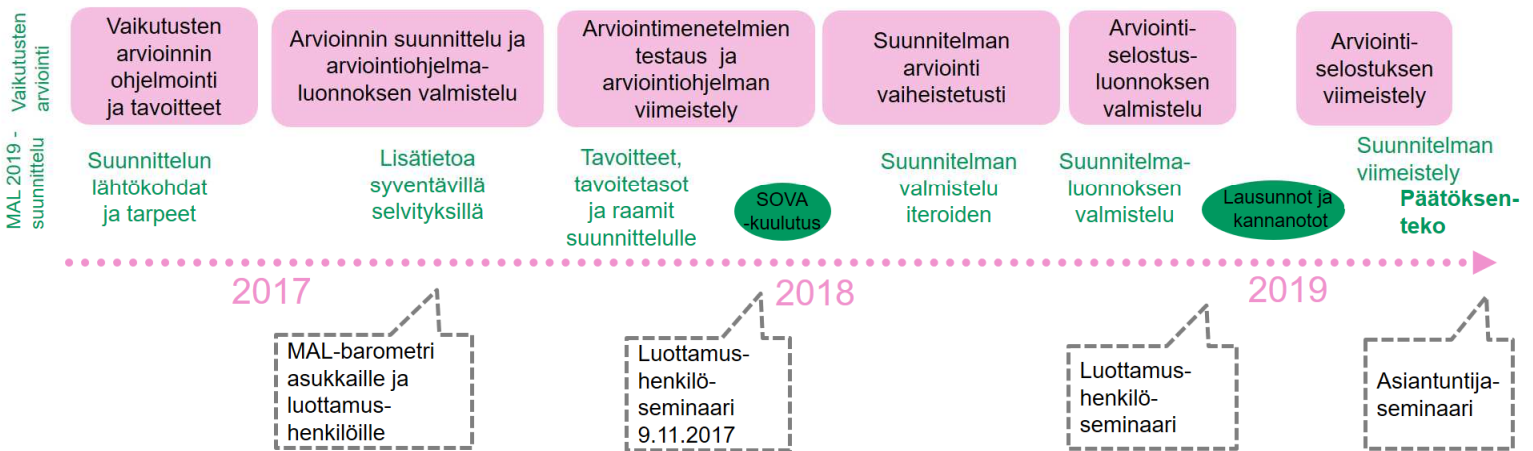 Vaikutusten
arviointi
Vaikutusten
arvioinnin
ohjelmointi
ja tavoitteet
Arvioinnin suunnittelu ja
arviointiohjelma-
luonnoksen valmistelu
Arviointimenetelmien
testaus ja
arviointiohjelman
viimeistely
Suunnitelman
arviointi
vaiheistetusti
Arviointi-
selostus-
luonnoksen
valmistelu
Arviointi-
selostuksen
viimeistely
MAL 2019 -
suunnittelu
Suunnittelun
lähtökohdat
ja tarpeet
Lisätietoa
syventävillä
selvityksillä
Tavoitteet,
tavoitetasot
ja raamit
suunnittelulle
SOVA
-kuulutus
Suunnitelman
valmistelu
iteroiden
Suunnitelma-
luonnoksen
valmistelu
Lausunnot ja
kannanotot
Suunnitelman
viimeistely
Päätöksen-
teko
2017
2018
2019
MAL-barometri
asukkaille ja
luottamus-
henkilöille
Luottamus-
henkilö-
seminaari
9.11.2017
Luottamus-
henkilö-
seminaari
Asiantuntija-
seminaari